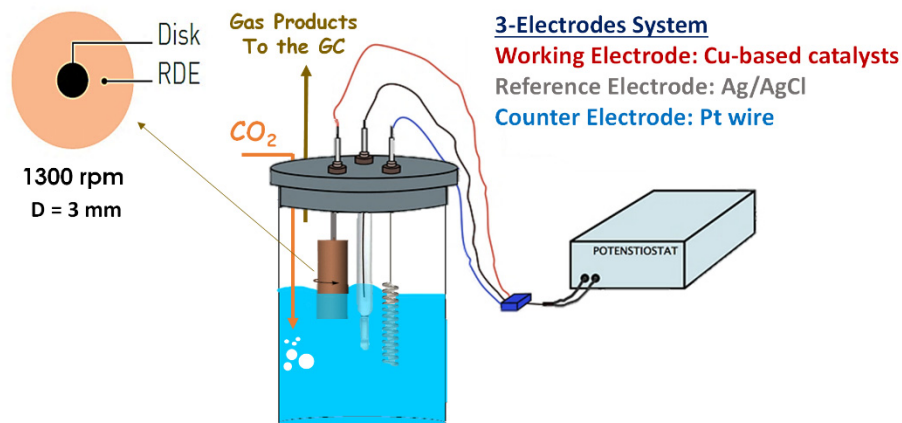 Disk
RDE
1300 rpm
D = 3 mm
Gas Products
To the GC
CO₂
3-Electrodes System
Working Electrode: Cu-based catalysts
Reference Electrode: Ag/AgCl
Counter Electrode: Pt wire
POTENSTIOSTAT